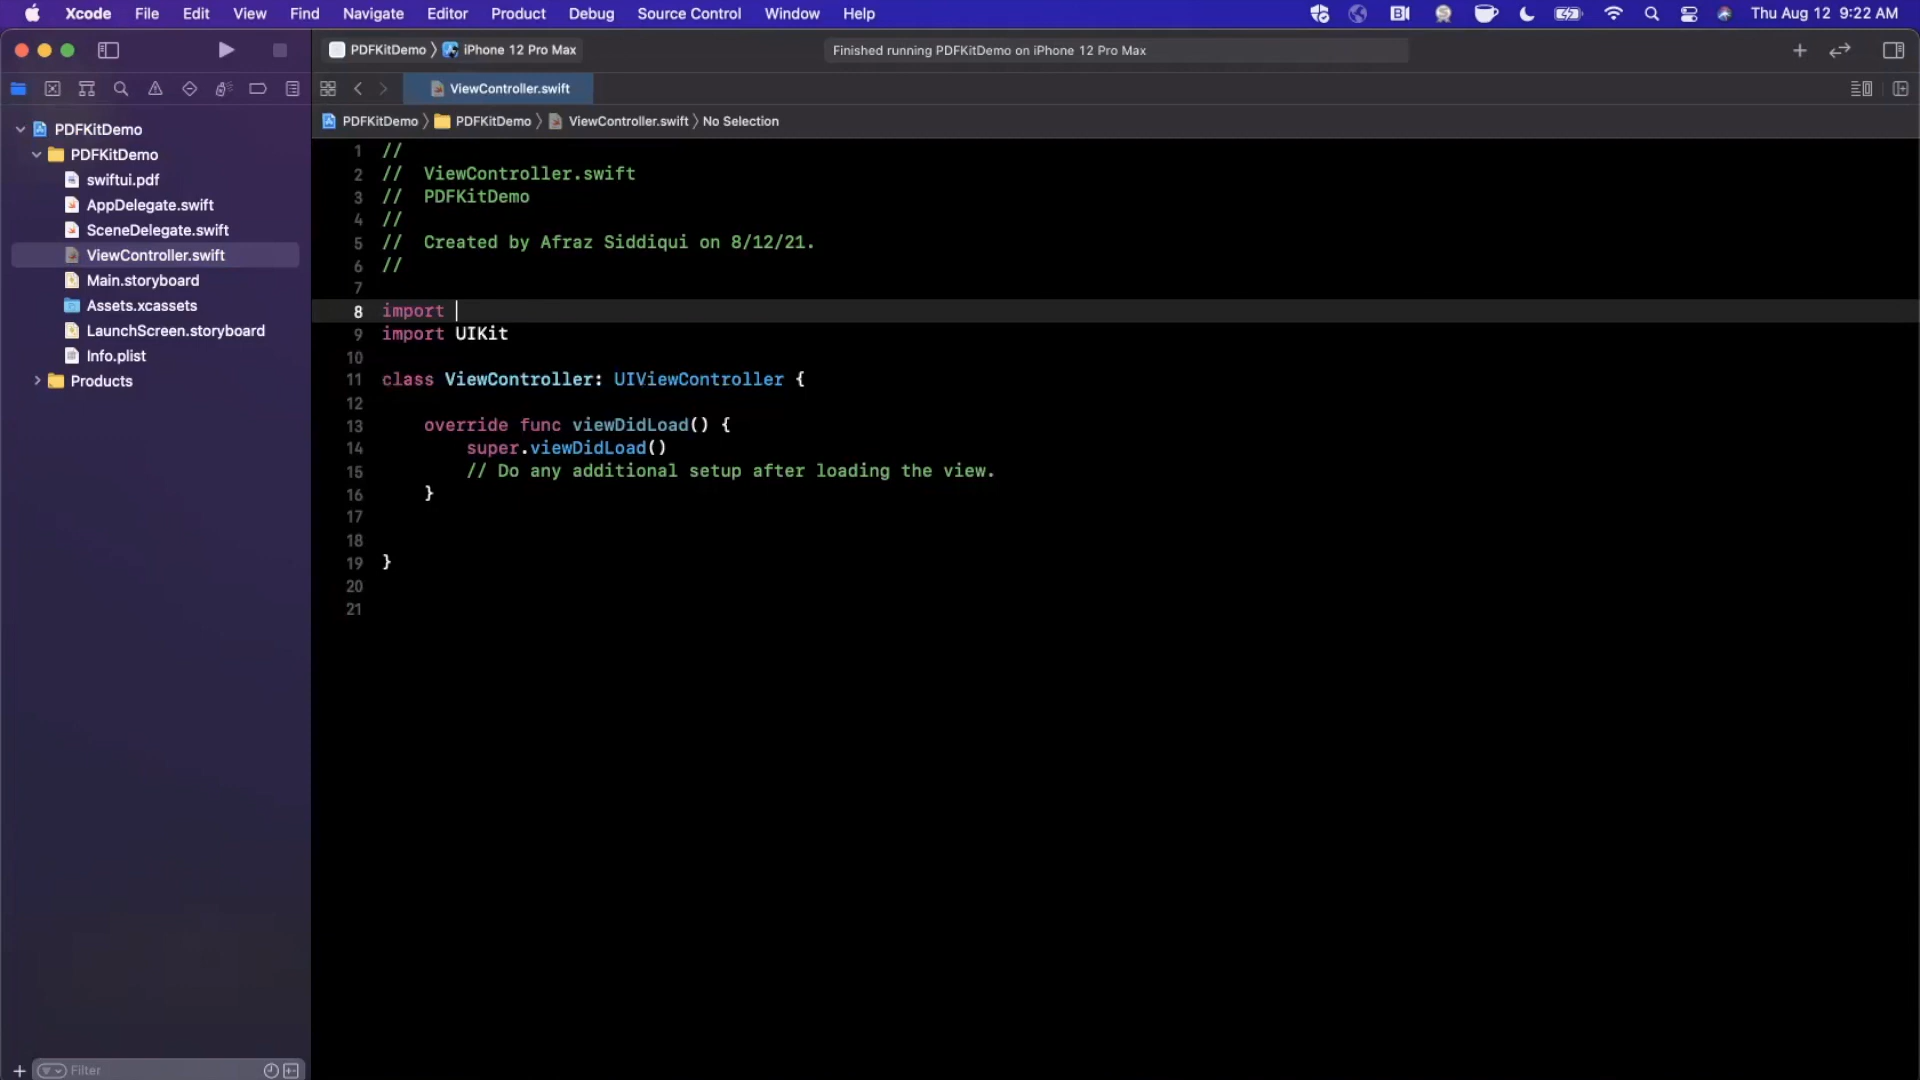 Xcode File Edit View Find Navigate Editor Product Debug Source Control Window Help Thu Aug 12 9:22 AM
PDFKitDemo iPhone 12 Pro Max Finished running PDFKitDemo on iPhone 12 Pro Max
ViewController.swift
PDFKitDemo PDFKitDemo ViewController.swift No Selection
PDFKitDemo
PDFKitDemo
swiftui.pdf
AppDelegate.swift
SceneDelegate.swift
ViewController.swift
Main.storyboard
Assets.xcassets
LaunchScreen.storyboard
Info.plist
Products
Filter
1 //
2 // ViewController.swift
3 // PDFKitDemo
4 //
5 // Created by Afraz Siddiqui on 8/12/21.
6 //
7
8 import
9 import UIKit
10
11 class ViewController: UIViewController {
12
13 override func viewDidLoad() {
14 super.viewDidLoad()
15 // Do any additional setup after loading the view.
16 }
17
18
19 }
20
21